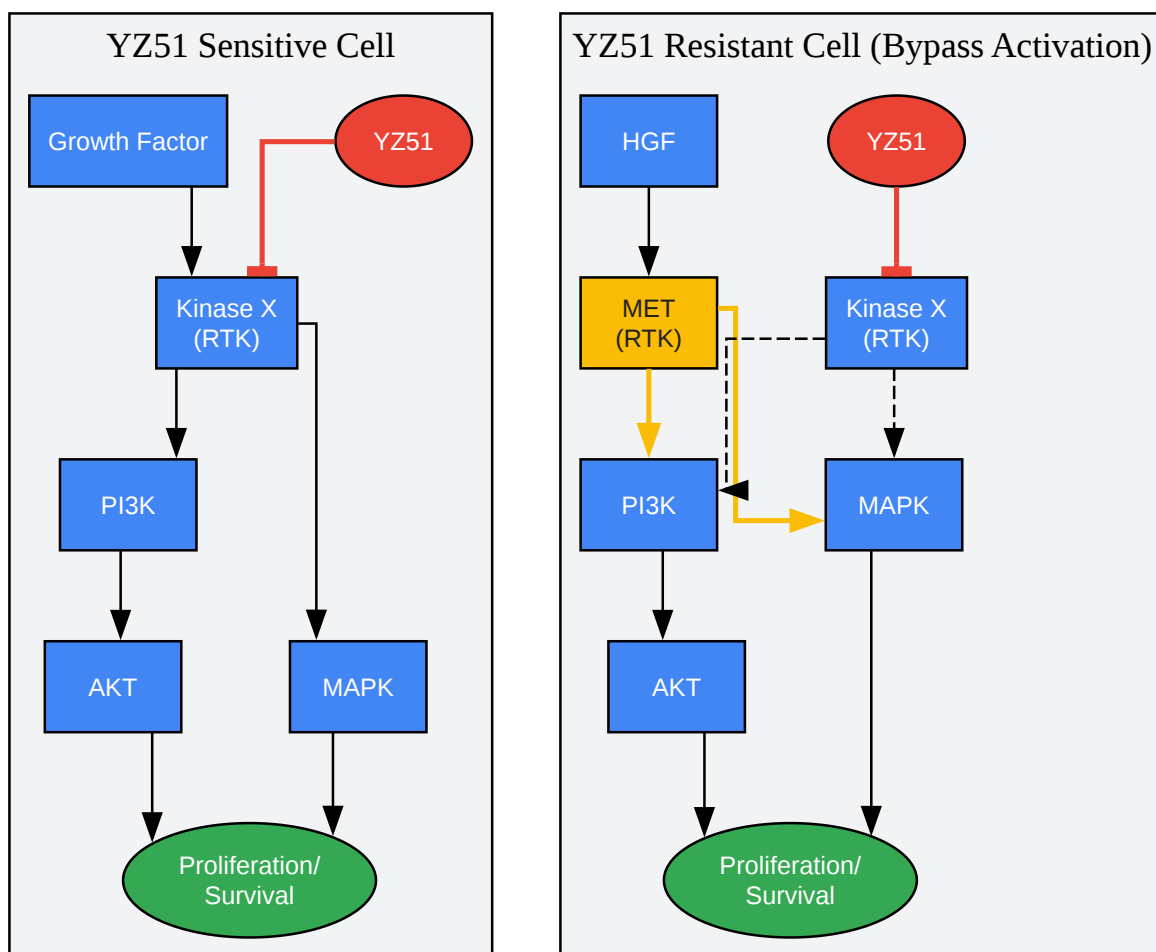 YZ51 Sensitive Cell
Growth Factor
YZ51
Kinase X
(RTK)
PI3K
AKT
MAPK
Proliferation/
Survival
YZ51 Resistant Cell (Bypass Activation)
HGF
YZ51
MET
(RTK)
Kinase X
(RTK)
PI3K
MAPK
AKT
Proliferation/
Survival